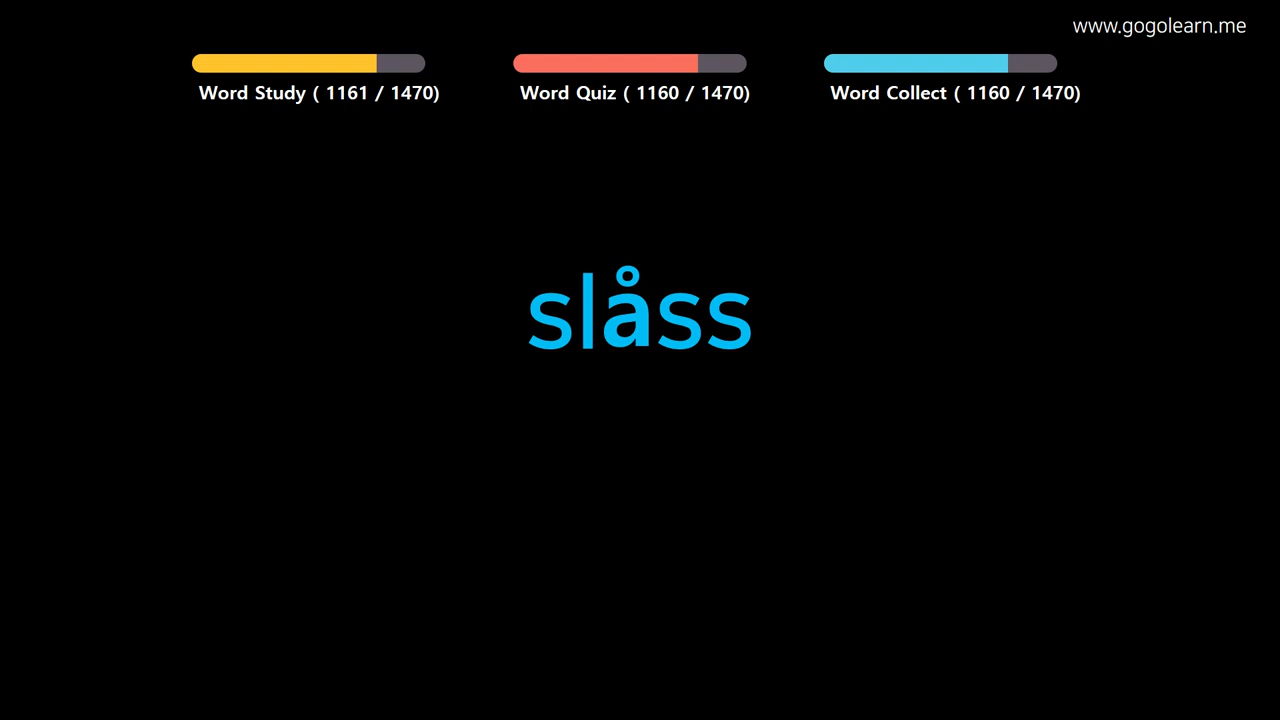 www.gogolearn.me
Word Study ( 1161 / 1470)
Word Quiz ( 1160 / 1470)
Word Collect ( 1160 / 1470)
slåss